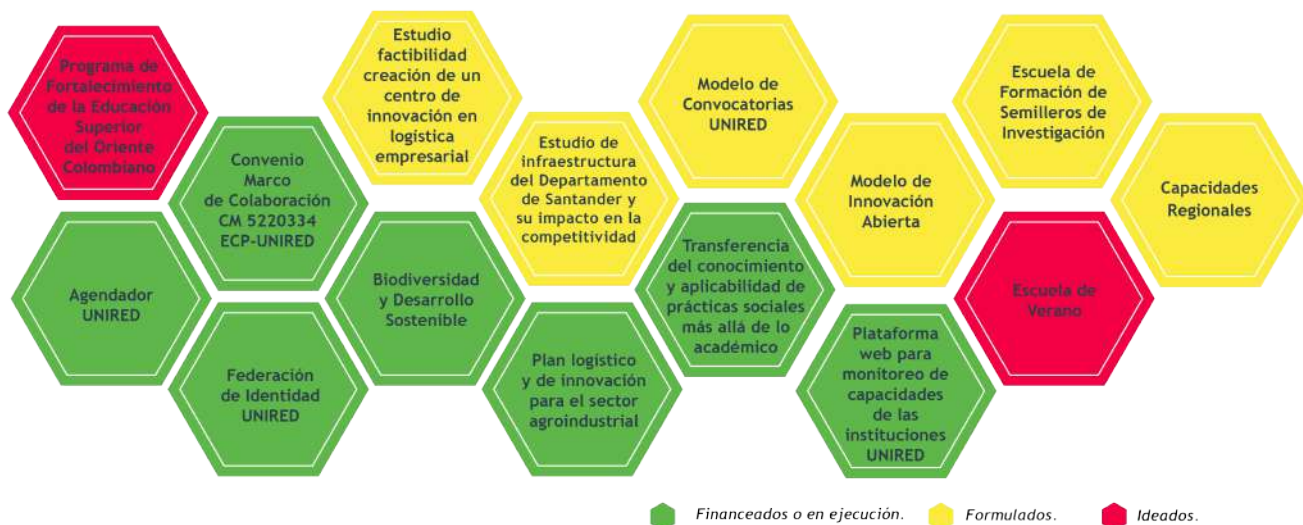 Programa de
Fortalecimiento
de la Educación
Superior
del Oriente
Colombiano
Estudio
factibilidad
creación de un
centro de
innovación en
logística
empresarial
Modelo de
Convocatorias
UNIRED
Escuela de
Formación de
Semilleros de
Investigación
Convenio
Marco
de Colaboración
CM 5220334
ECP-UNIRED
Estudio de
infraestructura
del Departamento
de Santander y
su impacto en la
competitividad
Modelo de
Innovación
Abierta
Capacidades
Regionales
Agendador
UNIRED
Biodiversidad
y Desarrollo
Sostenible
Transferencia
del conocimiento
y aplicabilidad de
prácticas sociales
más allá de lo
académico
Escuela de
Verano
Federación
de Identidad
UNIRED
Plan logístico
y de innovación
para el sector
agroindustrial
Plataforma
web para
monitoreo de
capacidades
de las
instituciones
UNIRED
Financeados o en ejecución.
Formulados.
Ideados.